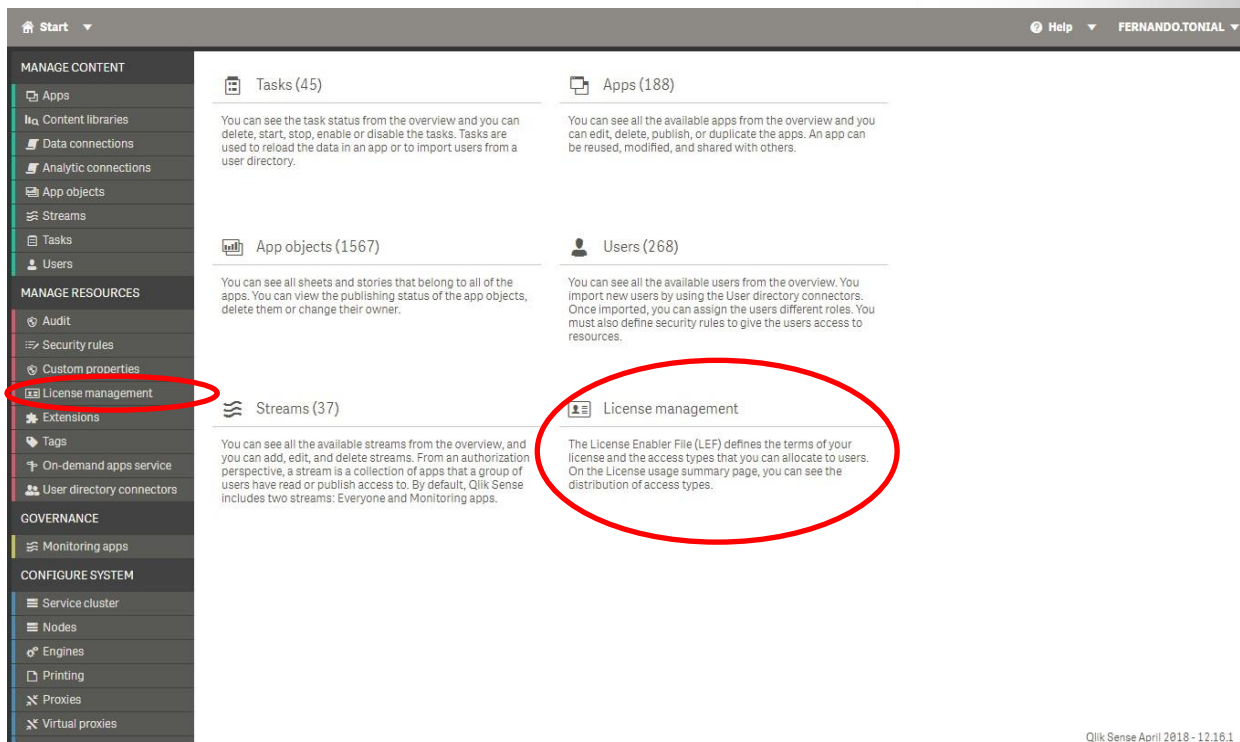 Start
Help
FERNANDO.TONIAL
MANAGE CONTENT
Apps
Content libraries
Data connections
Analytic connections
App objects
Streams
Tasks
Users
MANAGE RESOURCES
Audit
Security rules
Custom properties
License management
Extensions
Tags
On-demand apps service
User directory connectors
GOVERNANCE
Monitoring apps
CONFIGURE SYSTEM
Service cluster
Nodes
Engines
Printing
Proxies
Virtual proxies
Tasks (45)
You can see the task status from the overview and you can
delete, start, stop, enable or disable the tasks. Tasks are
used to reload the data in an app or to import users from a
user directory.
Apps (188)
You can see all the available apps from the overview and you
can edit, delete, publish, or duplicate the apps. An app can
be reused, modified, and shared with others.
App objects (1567)
You can see all sheets and stories that belong to all of the
apps. You can view the publishing status of the app objects,
delete them or change their owner.
Users (268)
You can see all the available users from the overview. You
import new users by using the User directory connectors.
Once imported, you can assign the users different roles. You
must also define security rules to give the users access to
resources.
Streams (37)
You can see all the available streams from the overview, and
you can add, edit, and delete streams. From an authorization
perspective, a stream is a collection of apps that a group of
users have read or publish access to. By default, Qlik Sense
includes two streams: Everyone and Monitoring apps.
License management
The License Enabler File (LEF) defines the terms of your
license and the access types that you can allocate to users.
On the License usage summary page, you can see the
distribution of access types.
Qlik Sense April 2018 - 12.16.1